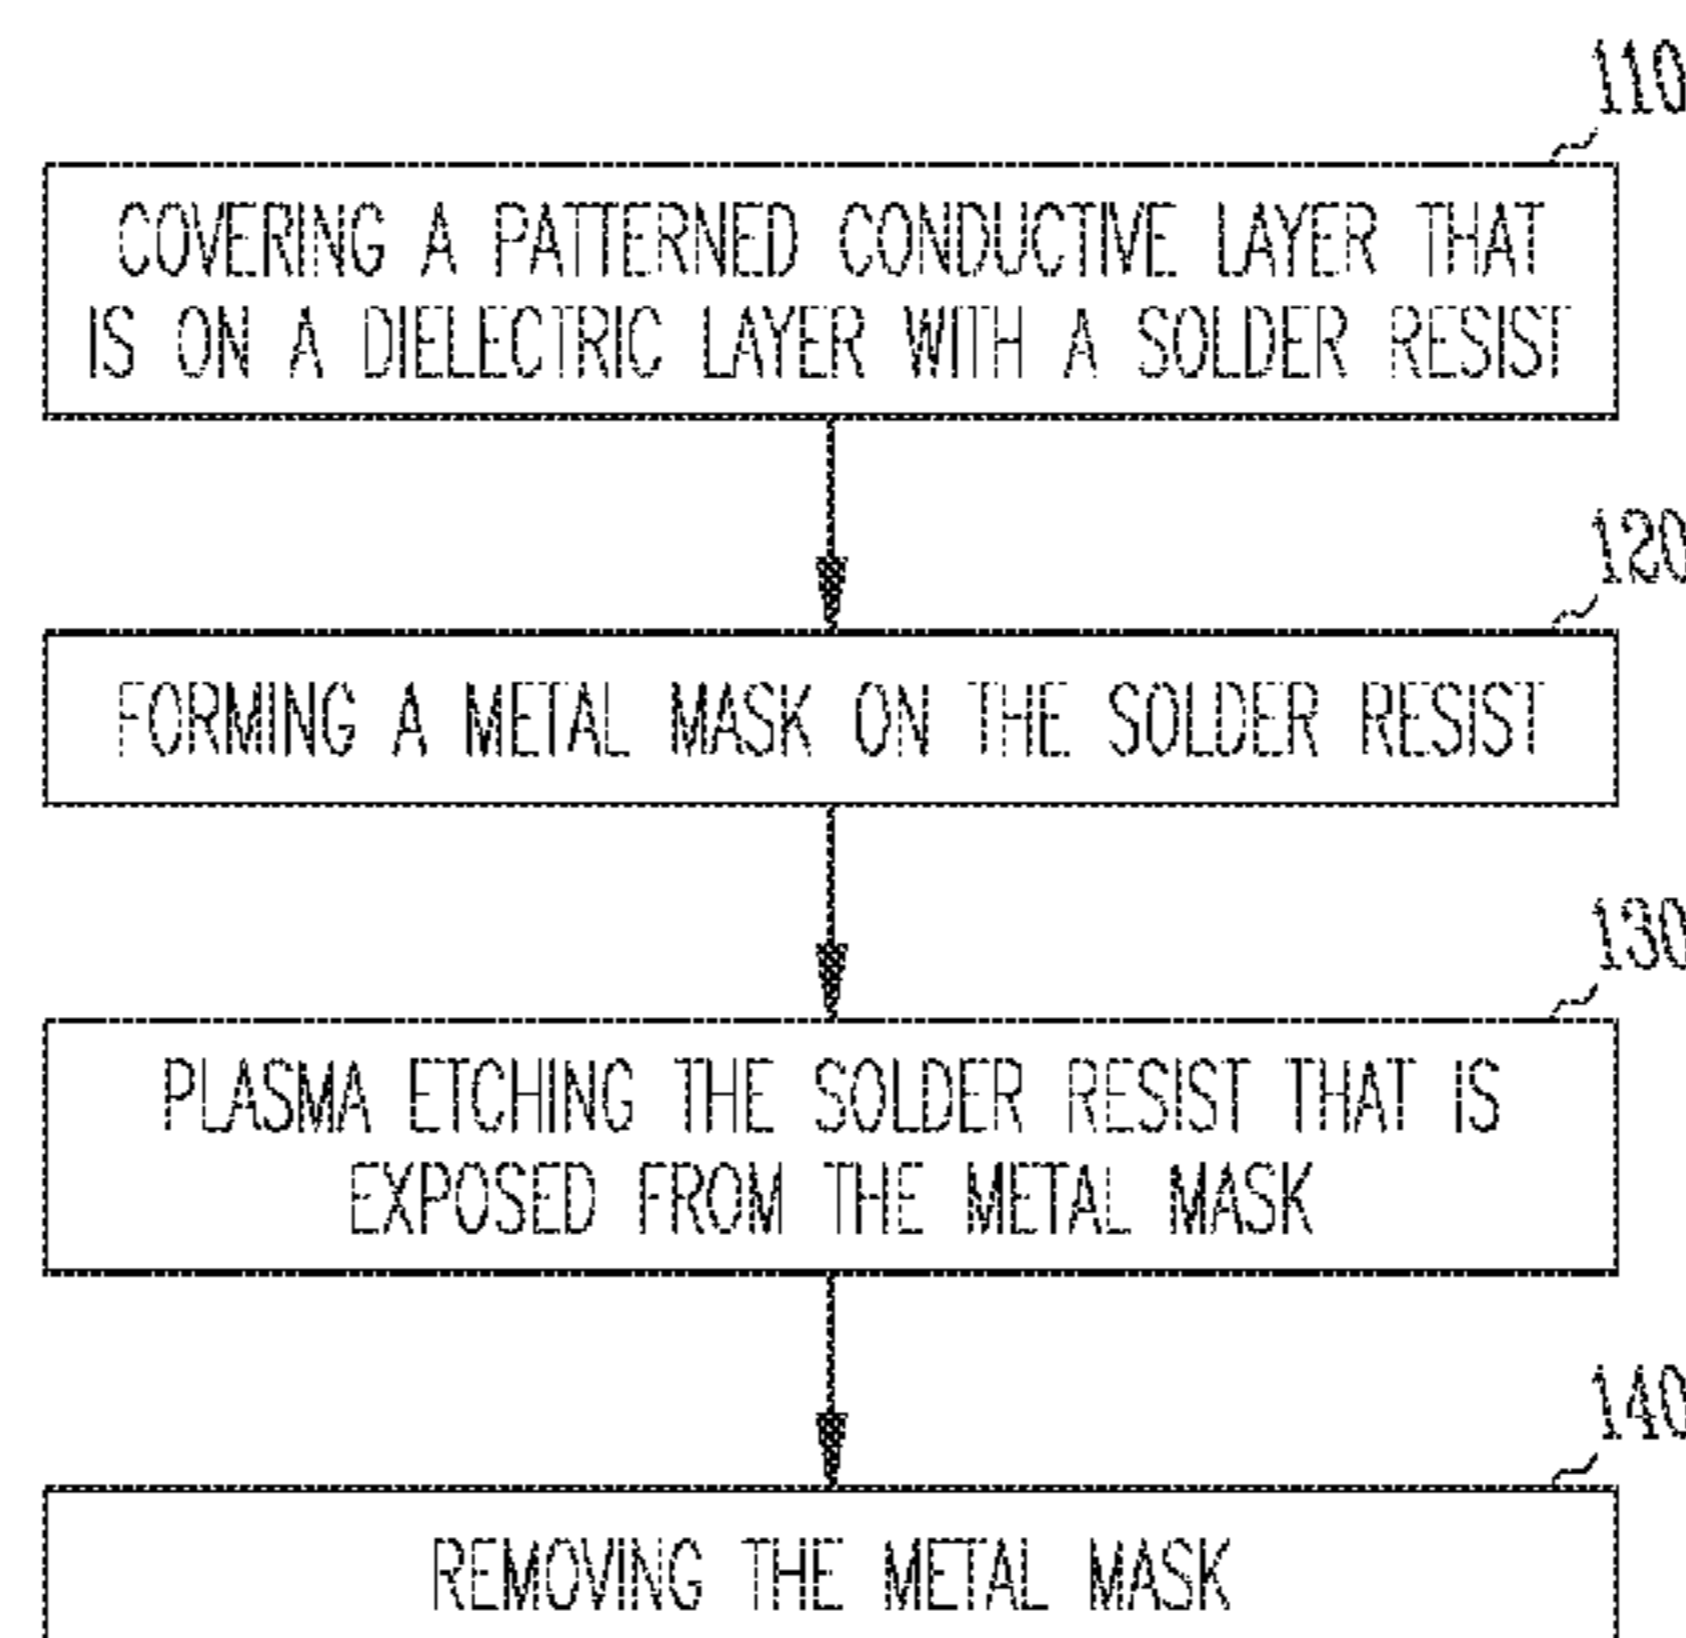 110
COVERING A PATTERNED CONDUCTIVE LAYER THAT
IS ON A DIELECTRIC LAYER WITH A SOLDER RESIST
120
FORMING A METAL MASK ON THE SOLDER RESIST
130
PLASMA ETCHING THE SOLDER RESIST THAT IS
EXPOSED FROM THE METAL MASK
140
REMOVING THE METAL MASK